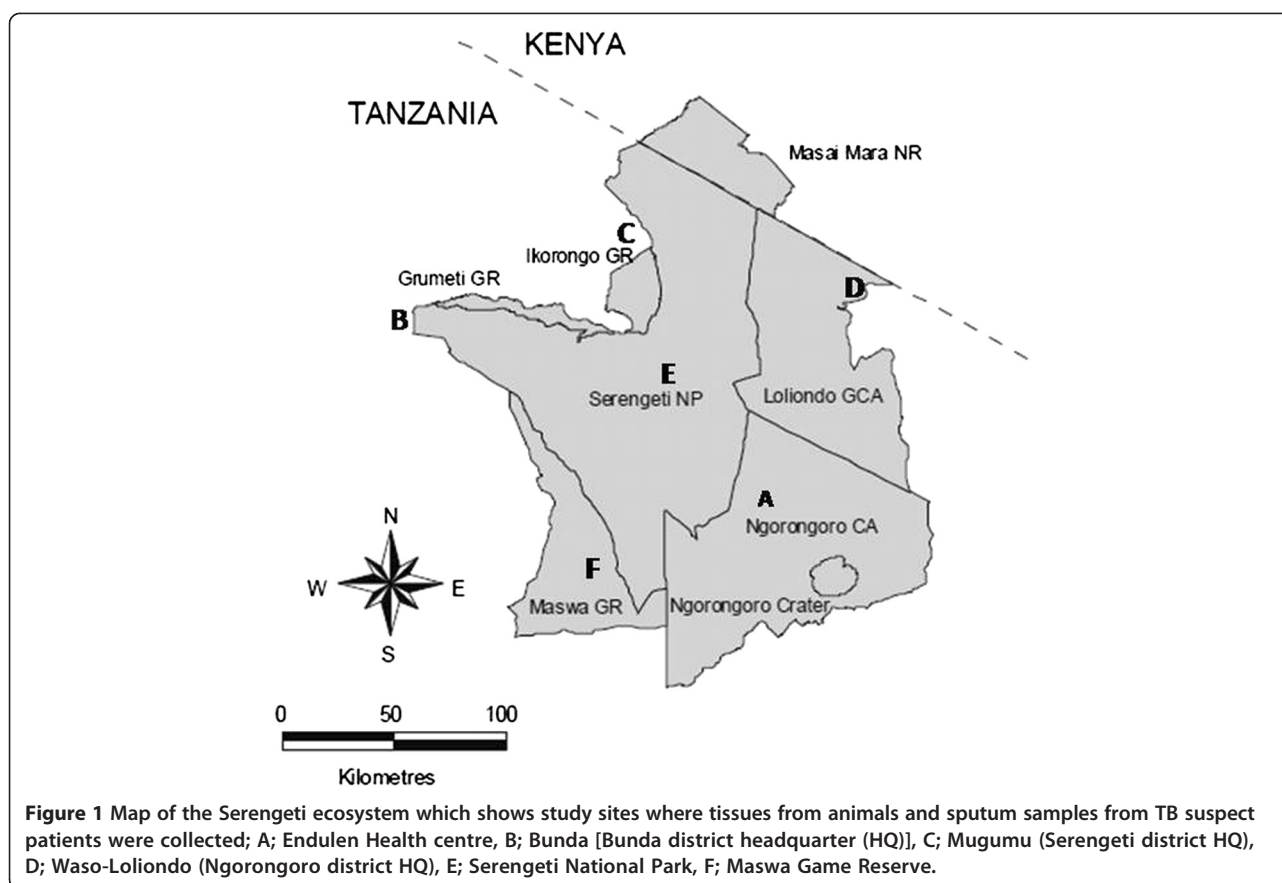 KENYA
TANZANIA
Masai Mara NR
C
Ikorongo GR
Grumeti GR
D
B
E
Serengeti NP
Loliondo GCA
A
Ngorongoro CA
N
W
E
S
F
Maswa GR
Ngorongoro Crater
0 50 100
Kilometres
Figure 1 Map of the Serengeti ecosystem which shows study sites where tissues from animals and sputum samples from TB suspect
patients were collected; A; Endulen Health centre, B; Bunda [Bunda district headquarter (HQ)], C; Mugumu (Serengeti district HQ),
D; Waso-Loliondo (Ngorongoro district HQ), E; Serengeti National Park, F; Maswa Game Reserve.